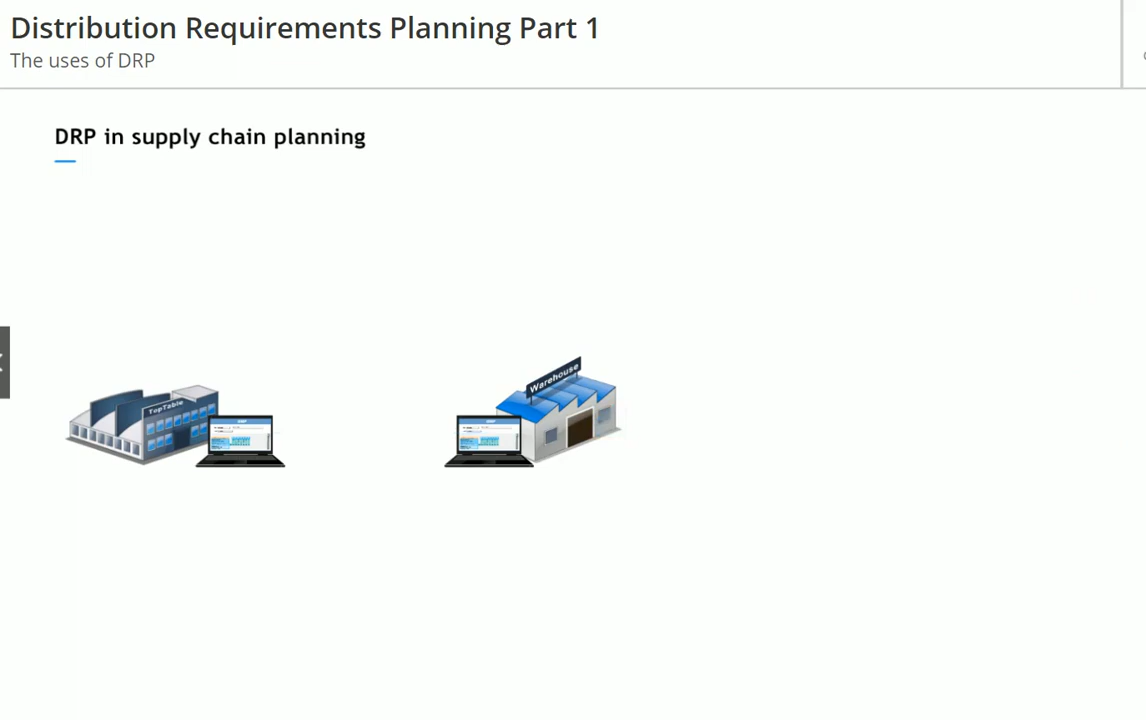 Distribution Requirements Planning Part 1
The uses of DRP
DRP in supply chain planning
TopTable
Warehouse